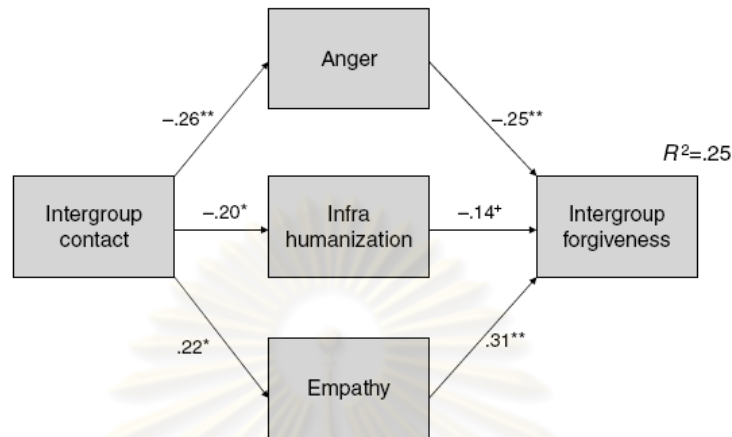 Anger
–.26**
–.25**
R²=.25
Intergroup
contact
–.20*
Infra
humanization
–.14⁺
Intergroup
forgiveness
.22*
.31**
Empathy